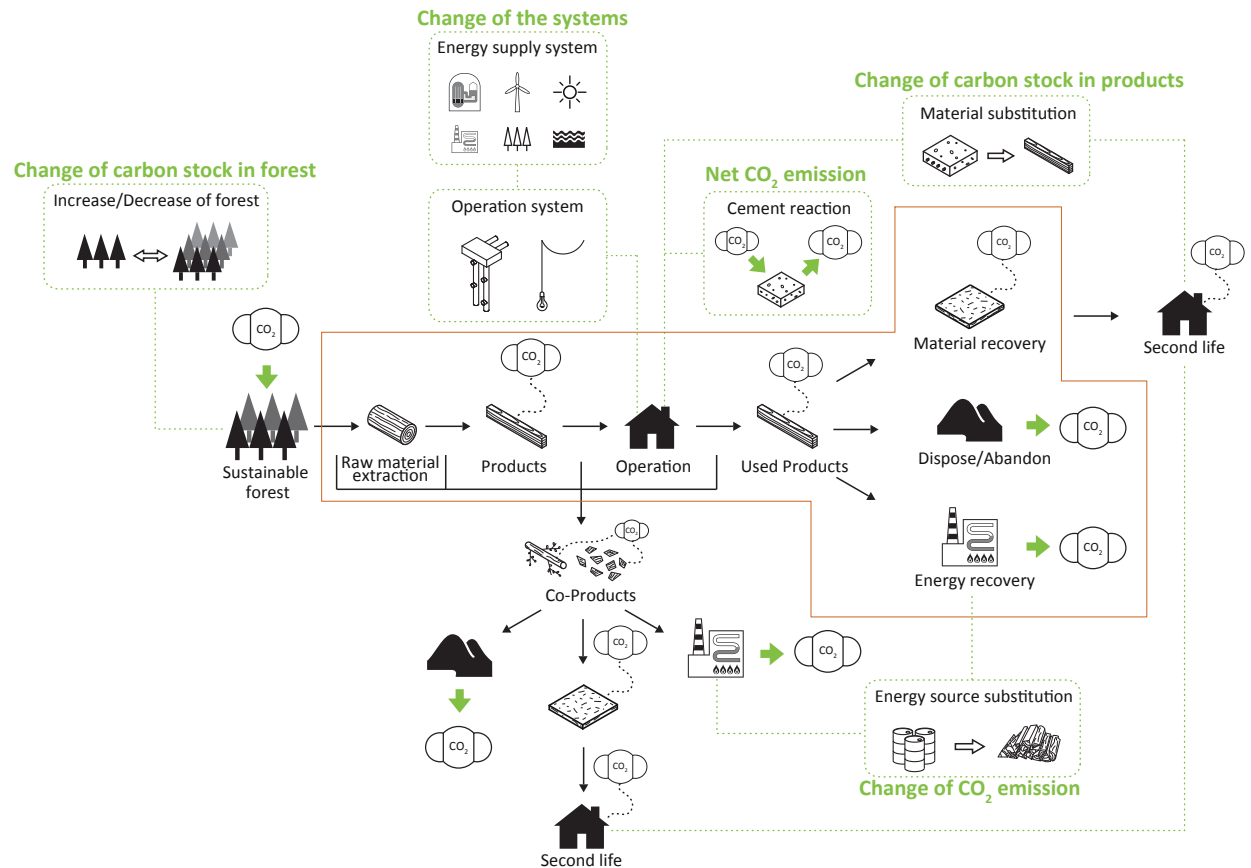 Change of the systems
Energy supply system
Change of carbon stock in products
Material substitution
Change of carbon stock in forest
Increase/Decrease of forest
Operation system
Net CO₂ emission
Cement reaction
CO₂
CO₂
CO₂
CO₂
CO₂
CO₂
CO₂
Material recovery
Second life
Sustainable
forest
Raw material
extraction
Products
Operation
Used Products
Dispose/Abandon
CO₂
CO₂
Energy recovery
CO₂
Co-Products
CO₂
CO₂
CO₂
Energy source substitution
Change of CO₂ emission
CO₂
Second life